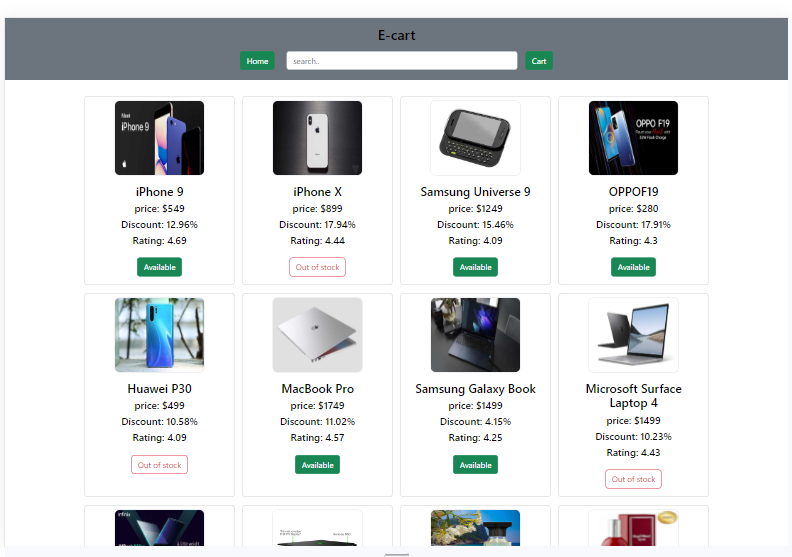 E-cart
Home
search..
Cart
Next
iPhone 9
OPPO F19
iPhone 9
price: $549
Discount: 12.96%
Rating: 4.69
Available
iPhone X
price: $899
Discount: 17.94%
Rating: 4.44
Out of stock
Samsung Universe 9
price: $1249
Discount: 15.46%
Rating: 4.09
Available
OPPOF19
price: $280
Discount: 17.91%
Rating: 4.3
Available
Huawei P30
price: $499
Discount: 10.58%
Rating: 4.09
Out of stock
MacBook Pro
price: $1749
Discount: 11.02%
Rating: 4.57
Available
Samsung Galaxy Book
price: $1499
Discount: 4.15%
Rating: 4.25
Available
Microsoft Surface
Laptop 4
price: $1499
Discount: 10.23%
Rating: 4.43
Out of stock
Infinix